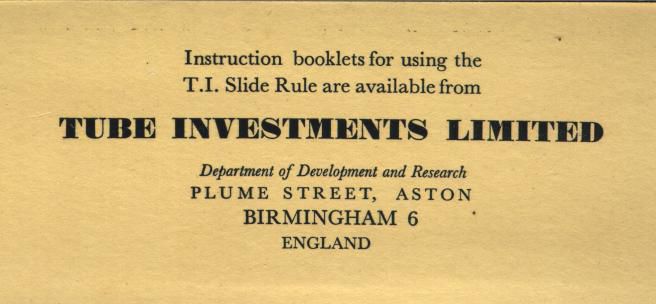 Instruction booklets for using the
T.I. Slide Rule are available from
TUBE INVESTMENTS LIMITED
Department of Development and Research
PLUME STREET, ASTON
BIRMINGHAM 6
ENGLAND